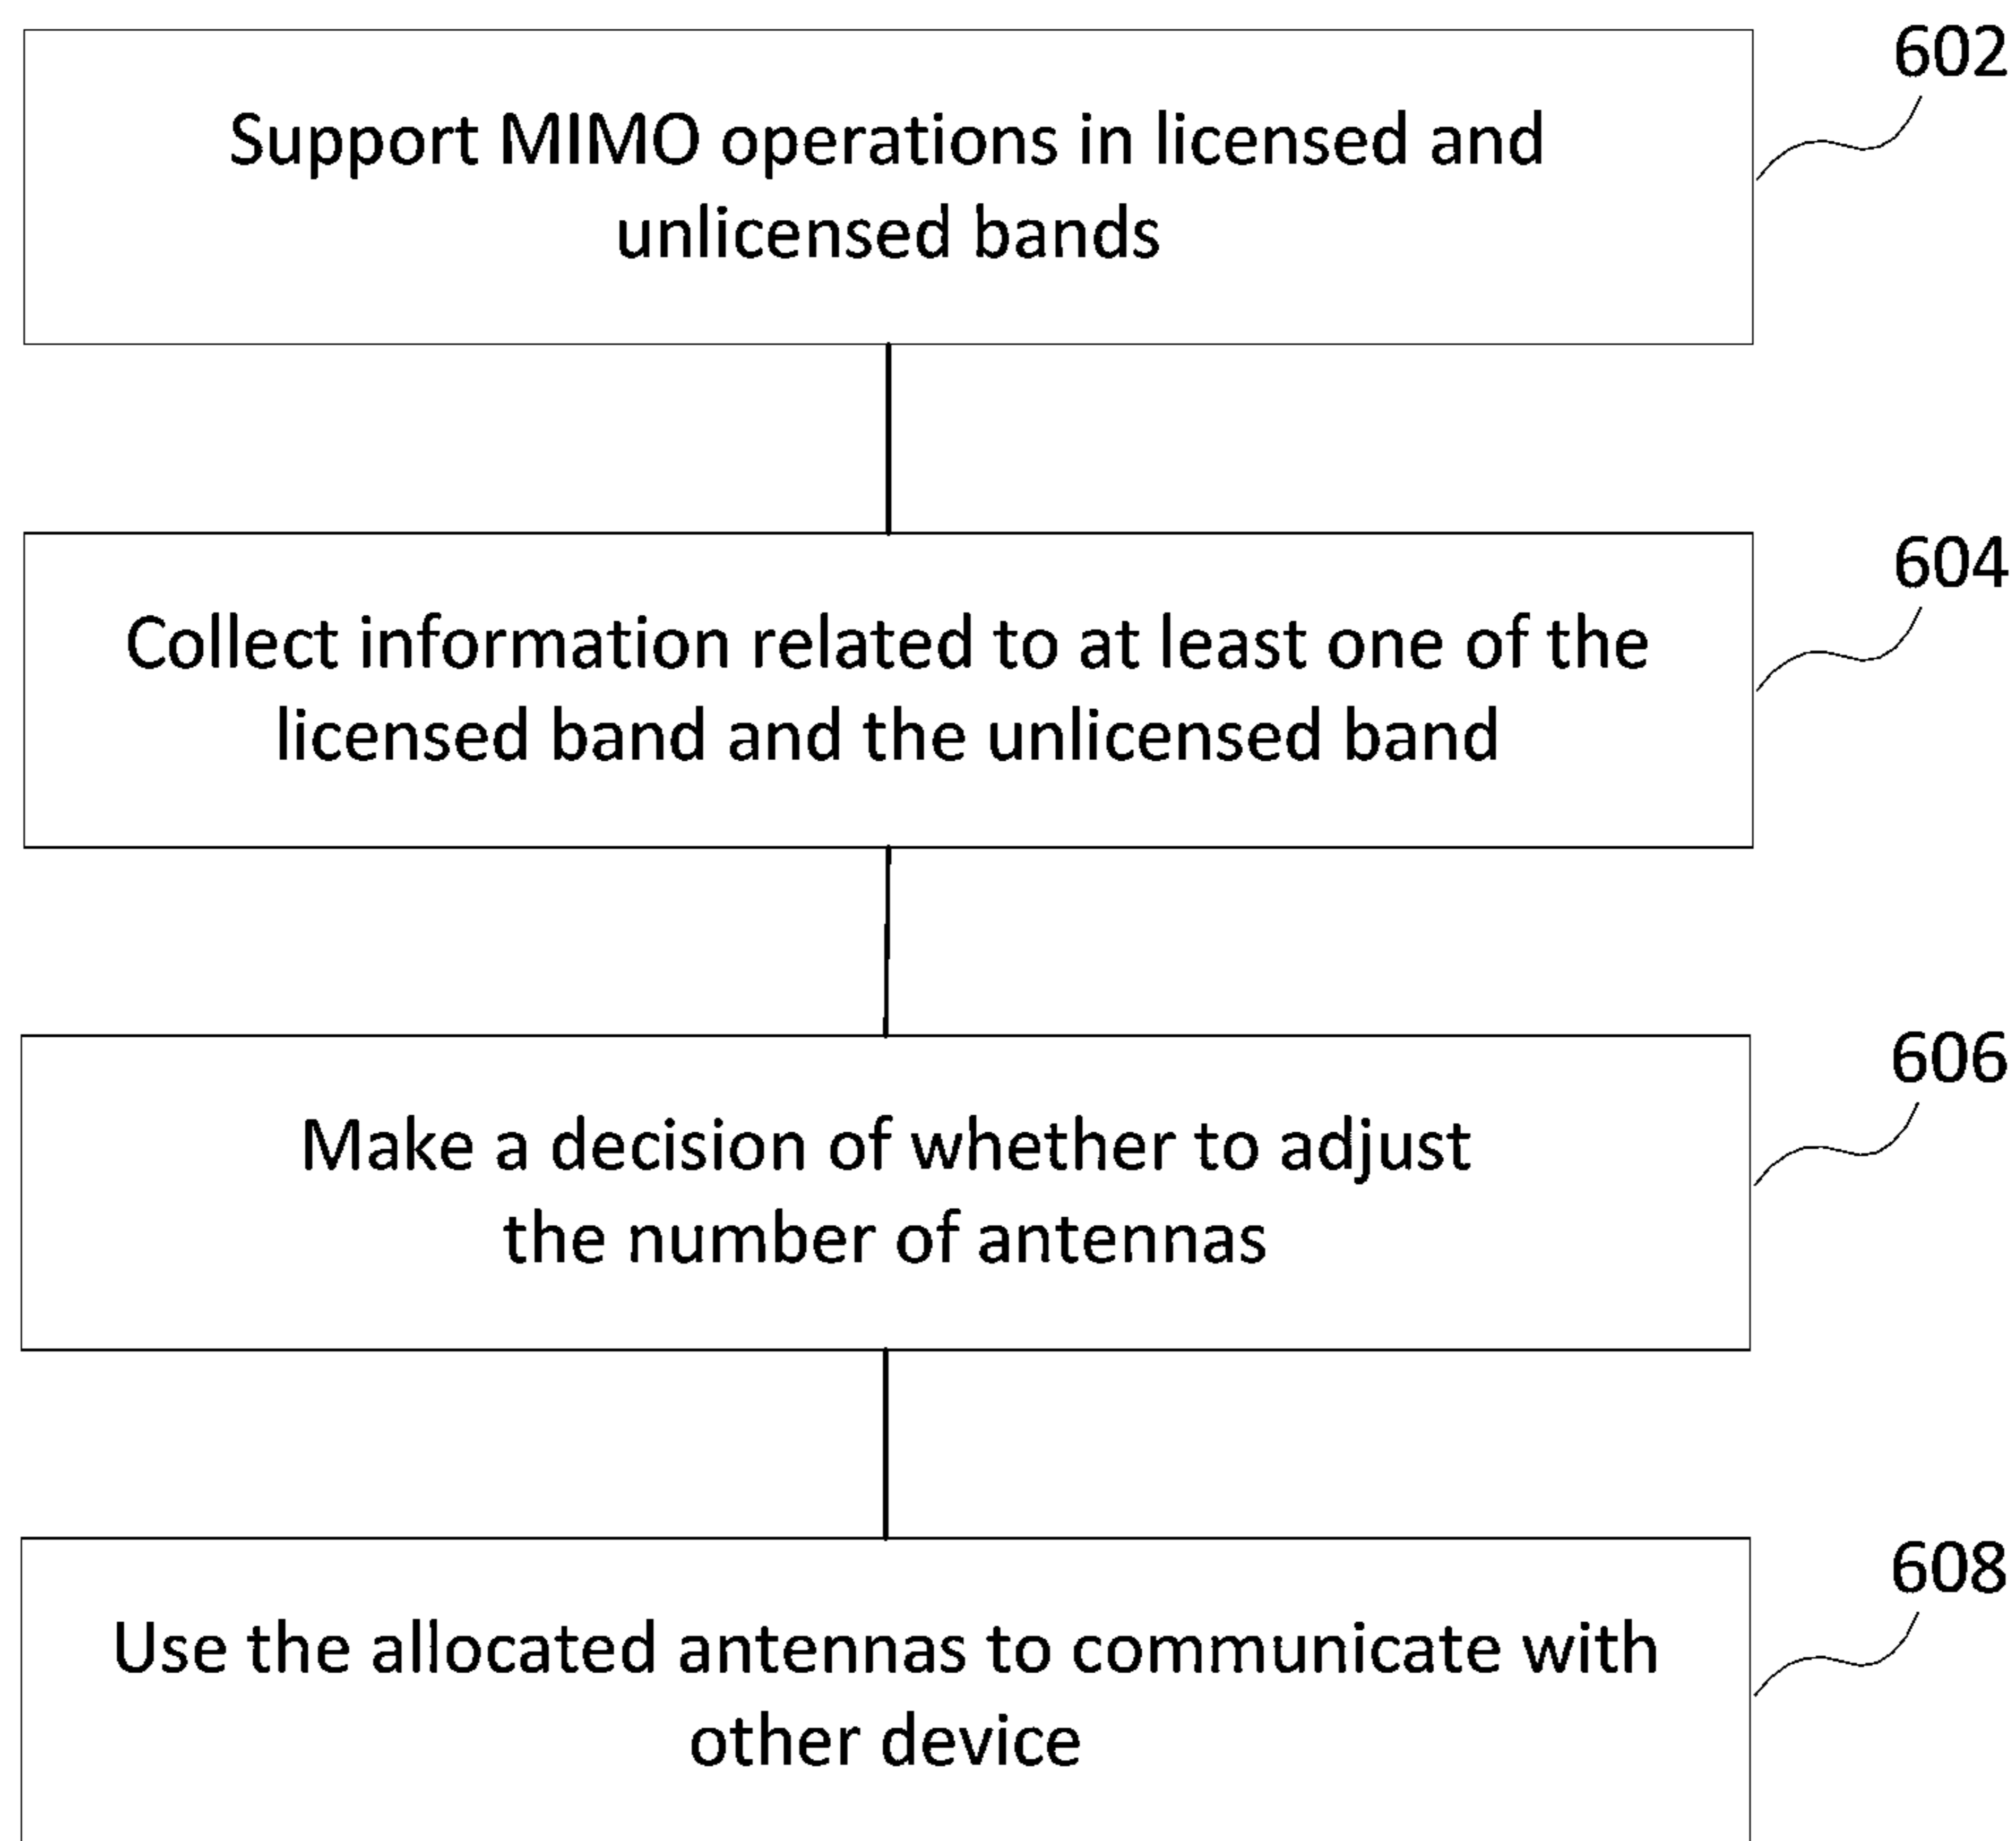 602
Support MIMO operations in licensed and
unlicensed bands
604
Collect information related to at least one of the
licensed band and the unlicensed band
606
Make a decision of whether to adjust
the number of antennas
608
Use the allocated antennas to communicate with
other device